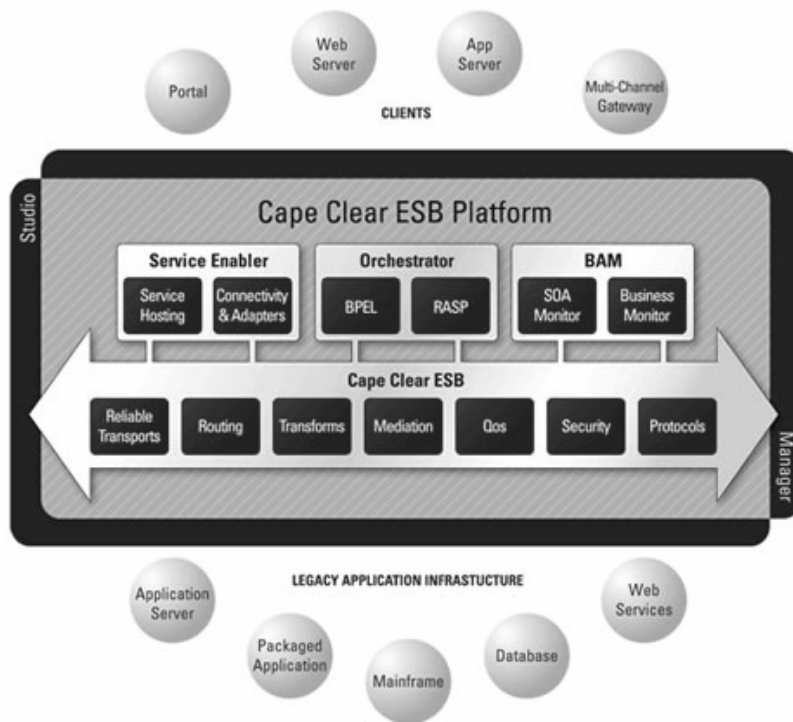 Web
Server
App
Server
Portal
Multi-Channel
Gateway
CLIENTS
Studio
Cape Clear ESB Platform
Service Enabler
Orchestrator
BAM
Service
Hosting
Connectivity
& Adapters
BPEL
RASP
SOA
Monitor
Business
Monitor
Cape Clear ESB
Reliable
Transports
Routing
Transforms
Mediation
Qos
Security
Protocols
Manager
LEGACY APPLICATION INFRASTUCTURE
Application
Server
Web
Services
Packaged
Application
Mainframe
Database